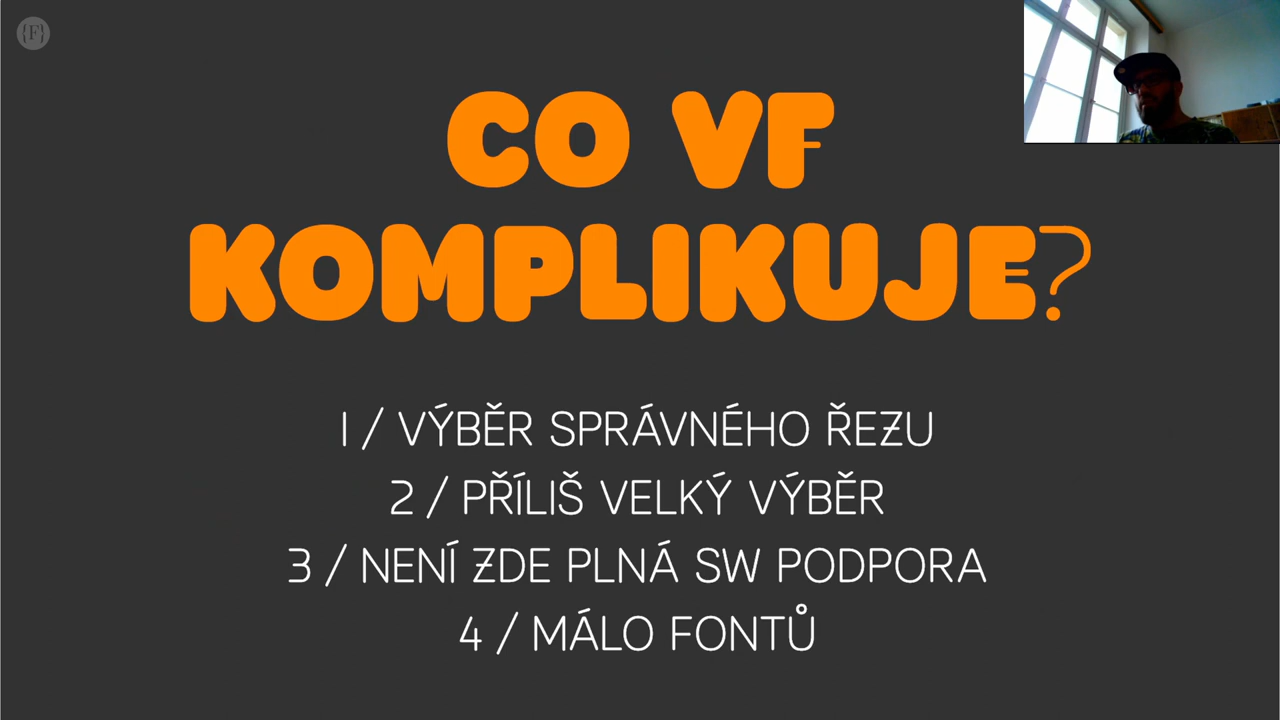 {F}
CO VF
KOMPLIKUJE?
1 / VÝBĚR SPRÁVNÉHO ŘEZU
2 / PŘÍLIŠ VELKÝ VÝBĚR
3 / NENÍ ZDE PLNÁ SW PODPORA
4 / MÁLO FONTŮ